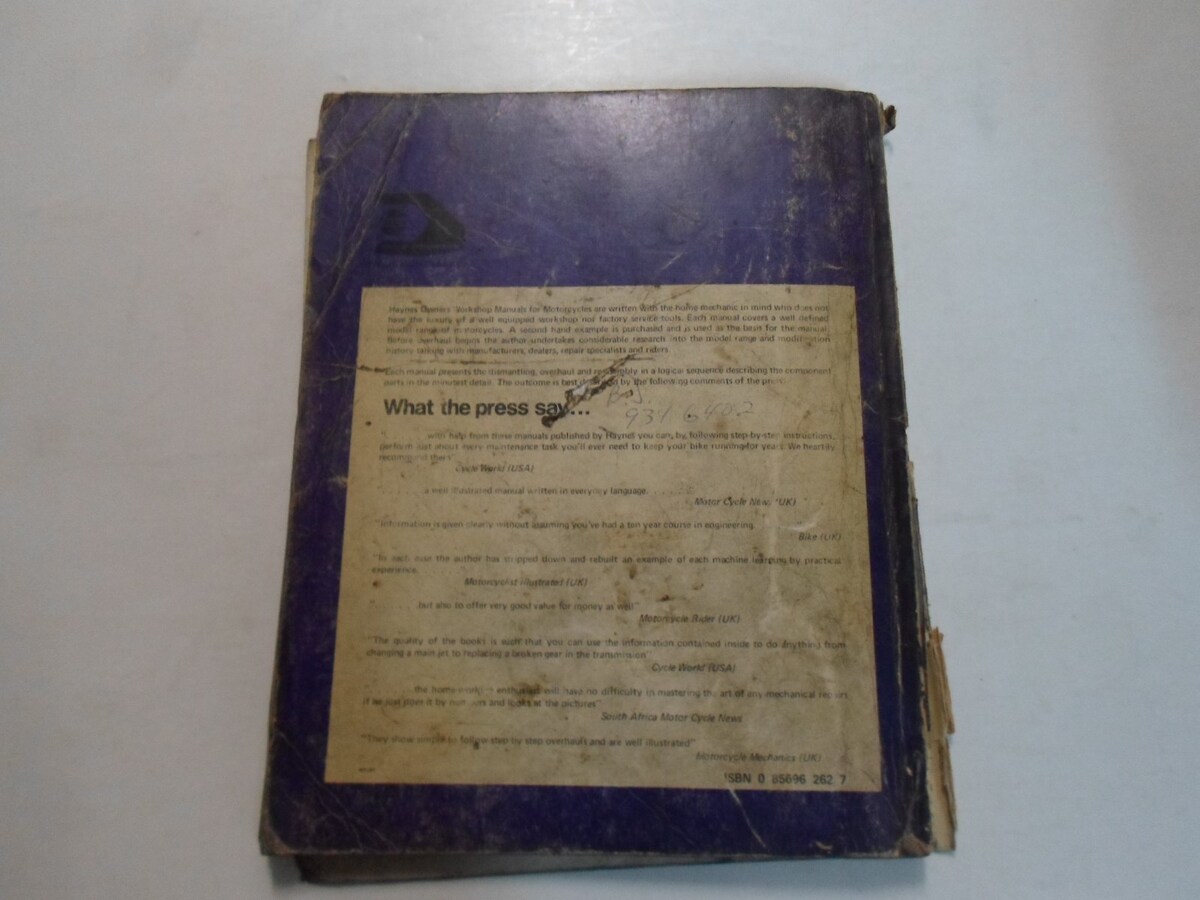 Haynes Owners' Workshop Manuals for Motorcycles are written with the home mechanic in mind who does not
have the luxury of a well equipped workshop nor factory service tools. Each manual covers a well defined
model range of motorcycles. A second hand example is purchased and is used as the basis for the manual.
Before overhaul begins the author undertakes considerable research into the model range and modification
history talking with manufacturers, dealers, repair specialists and riders.
Each manual presents the dismantling, overhaul and reassembly in a logical sequence describing the component
parts in the minutest detail. The outcome is best by the following comments of the press
What the press say...
B.J.
931 6402
with help from these manuals published by Haynes you can, by, following step-by-step instructions,
perform just about every maintenance task you'll ever need to keep your bike running for years. We heartily
recommend them"
Cycle World (USA)
. . . . . . . a well illustrated manual written in everyday language. . . . .
Motor Cycle News (UK)
"Information is given clearly without assuming you've had a ten year course in engineering
Bike (UK)
"In each case the author has stripped down and rebuilt an example of each machine learning by practical
experience.
Motorcyclist Illustrated (UK)
". . . . . . but also to offer very good value for money as well"
Motorcycle Rider (UK)
"The quality of the books is such that you can use the information contained inside to do anything from
changing a main jet to replacing a broken gear in the transmission"
Cycle World (USA)
the home-working enthusiast will have no difficulty in mastering the art of any mechanical repairs
if he just does it by numbers and looks at the pictures"
South Africa Motor Cycle News
"They show simple to follow step by step overhauls and are well illustrated"
Motorcycle Mechanics (UK)
ISBN 0 85696 262 7